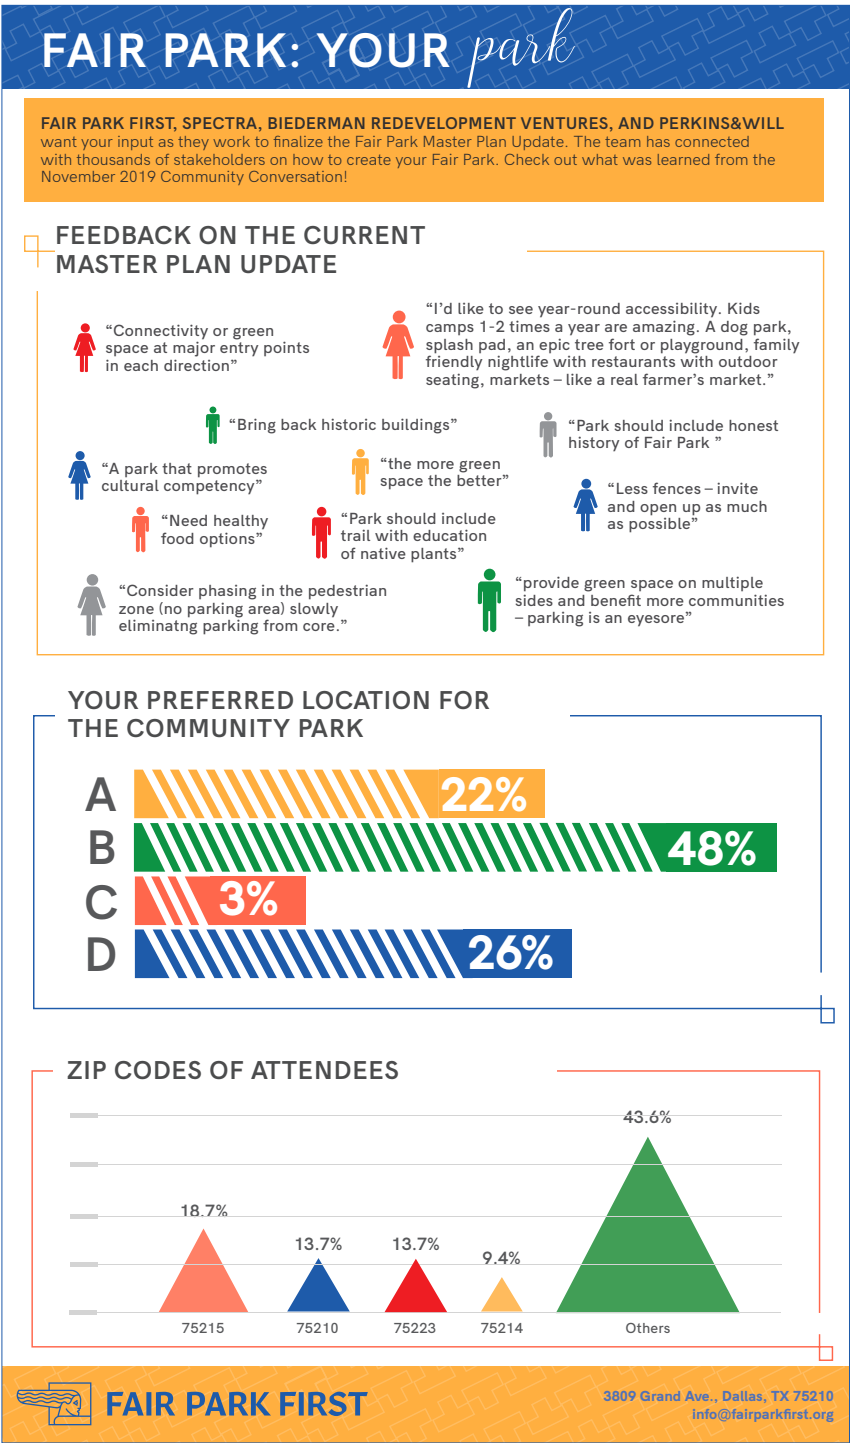 FAIR PARK: YOUR park
FAIR PARK FIRST, SPECTRA, BIEDERMAN REDEVELOPMENT VENTURES, AND PERKINS&WILL
want your input as they work to finalize the Fair Park Master Plan Update. The team has connected
with thousands of stakeholders on how to create your Fair Park. Check out what was learned from the
November 2019 Community Conversation!
FEEDBACK ON THE CURRENT
MASTER PLAN UPDATE
“Connectivity or green
space at major entry points
in each direction”
“I’d like to see year-round accessibility. Kids
camps 1-2 times a year are amazing. A dog park,
splash pad, an epic tree fort or playground, family
friendly nightlife with restaurants with outdoor
seating, markets – like a real farmer’s market.”
“Bring back historic buildings”
“Park should include honest
history of Fair Park ”
“A park that promotes
cultural competency”
“the more green
space the better”
“Less fences – invite
and open up as much
as possible”
“Need healthy
food options”
“Park should include
trail with education
of native plants”
“Consider phasing in the pedestrian
zone (no parking area) slowly
eliminatng parking from core.”
“provide green space on multiple
sides and benefit more communities
– parking is an eyesore”
YOUR PREFERRED LOCATION FOR
THE COMMUNITY PARK
A 22%
B 48%
C 3%
D 26%
ZIP CODES OF ATTENDEES
43.6%
18.7%
13.7% 13.7%
9.4%
75215 75210 75223 75214 Others
FAIR PARK FIRST
3809 Grand Ave., Dallas, TX 75210
info@fairparkfirst.org